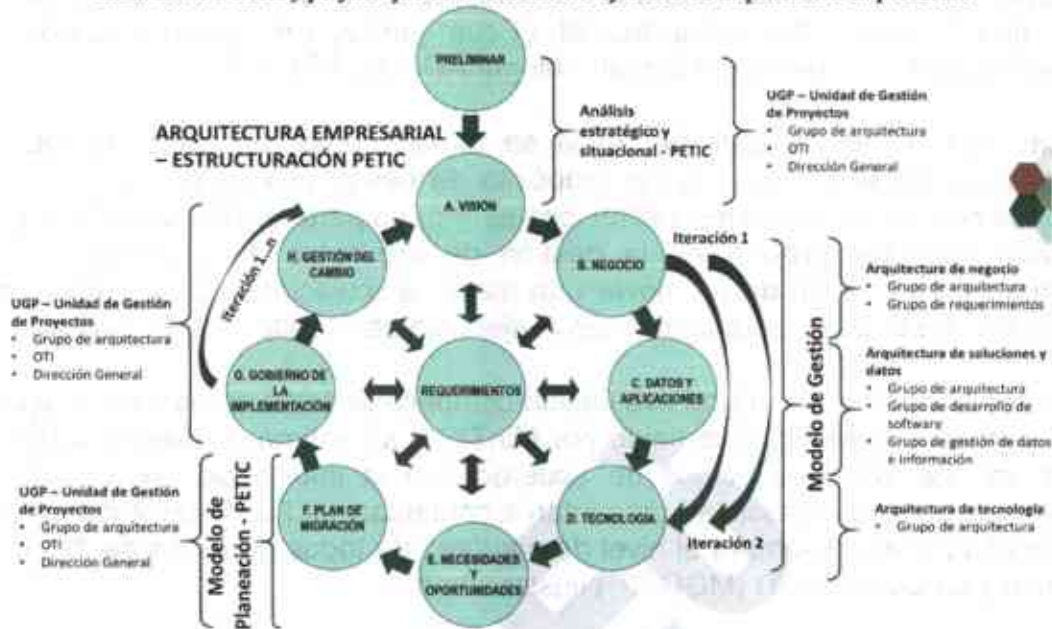 PRELIMINAR
ARQUITECTURA EMPRESARIAL
– ESTRUCTURACIÓN PETIC
Análisis
estratégico y
situacional - PETIC
UGP – Unidad de Gestión
de Proyectos
• Grupo de arquitectura
• OTI
• Dirección General
A. VISIÓN
Iteración 1
B. NEGOCIO
H. GESTIÓN DEL
CAMBIO
Iteración 1...n
UGP – Unidad de Gestión
de Proyectos
• Grupo de arquitectura
• OTI
• Dirección General
G. GOBIERNO DE
LA
IMPLEMENTACIÓN
REQUERIMIENTOS
C. DATOS Y
APLICACIONES
Modelo de Gestión
Arquitectura de negocio
• Grupo de arquitectura
• Grupo de requerimientos
Arquitectura de soluciones y
datos
• Grupo de arquitectura
• Grupo de desarrollo de
software
• Grupo de gestión de datos
e información
Arquitectura de tecnología
• Grupo de arquitectura
UGP – Unidad de Gestión
de Proyectos
• Grupo de arquitectura
• OTI
• Dirección General
Modelo de
Planeación - PETIC
F. PLAN DE
MIGRACIÓN
D. TECNOLOGÍA
Iteración 2
E. NECESIDADES
Y
OPORTUNIDADES